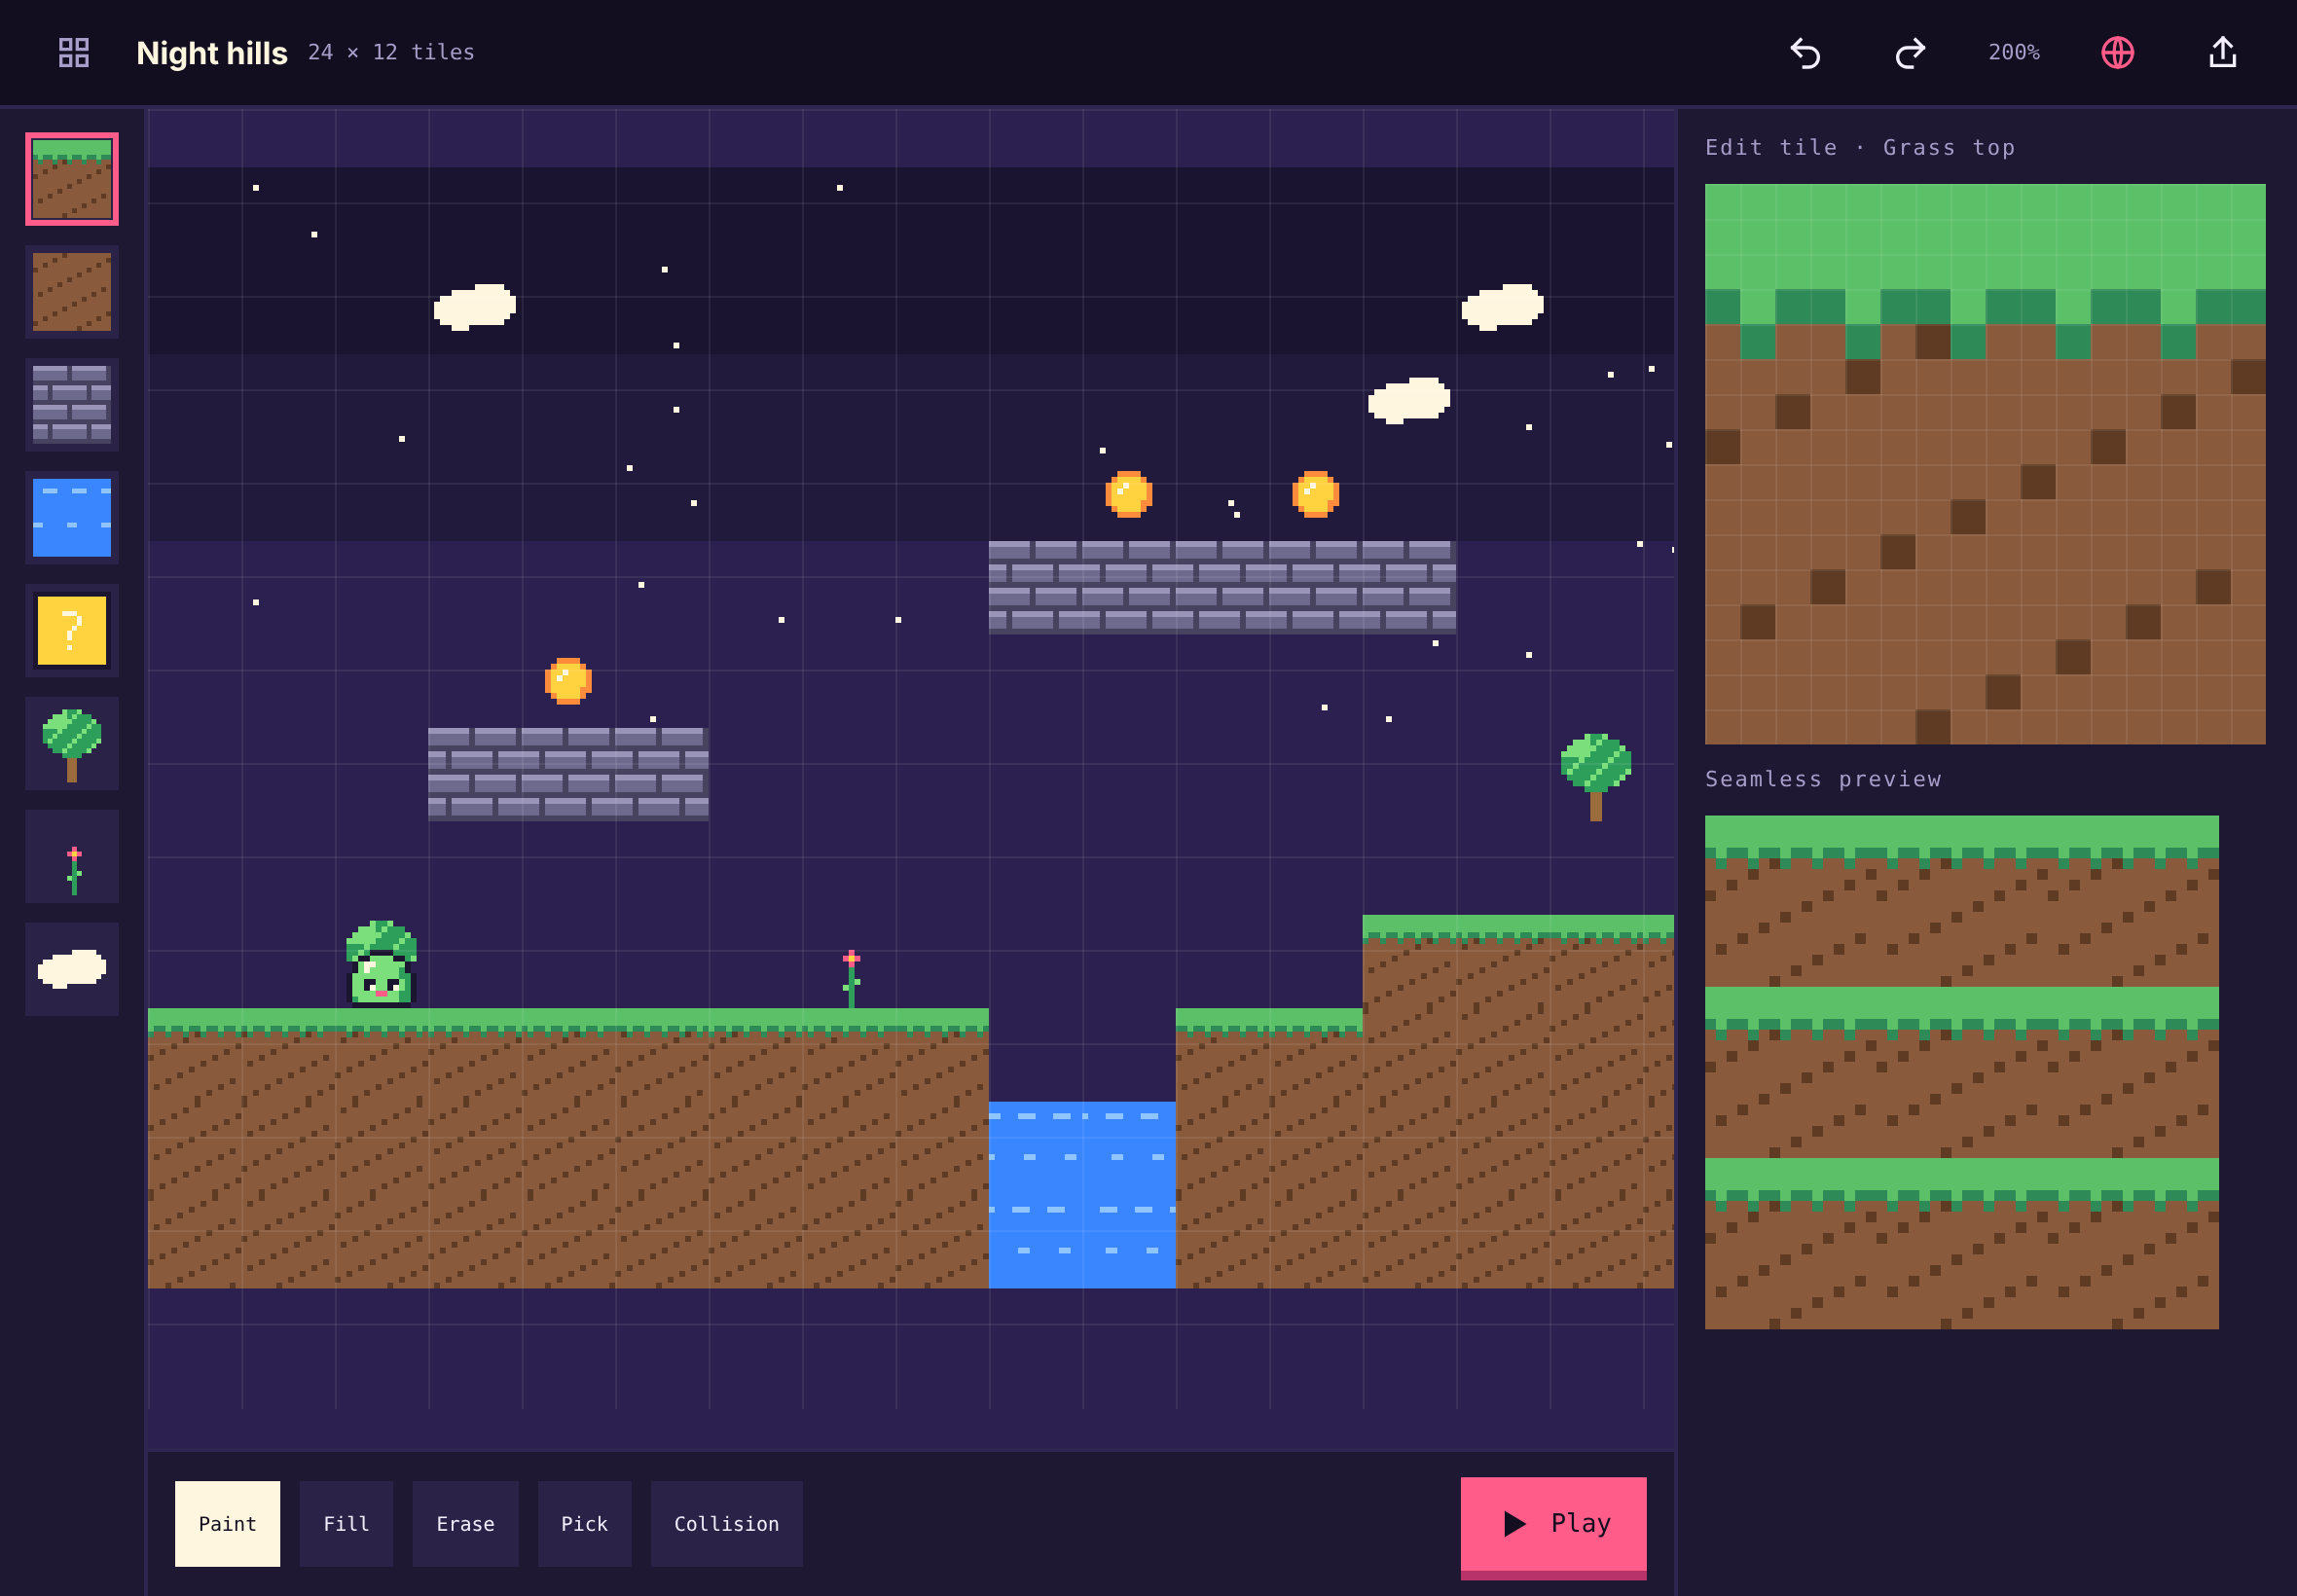 Night hills 24 × 12 tiles 200%
Edit tile · Grass top
?
Seamless preview
Paint Fill Erase Pick Collision Play